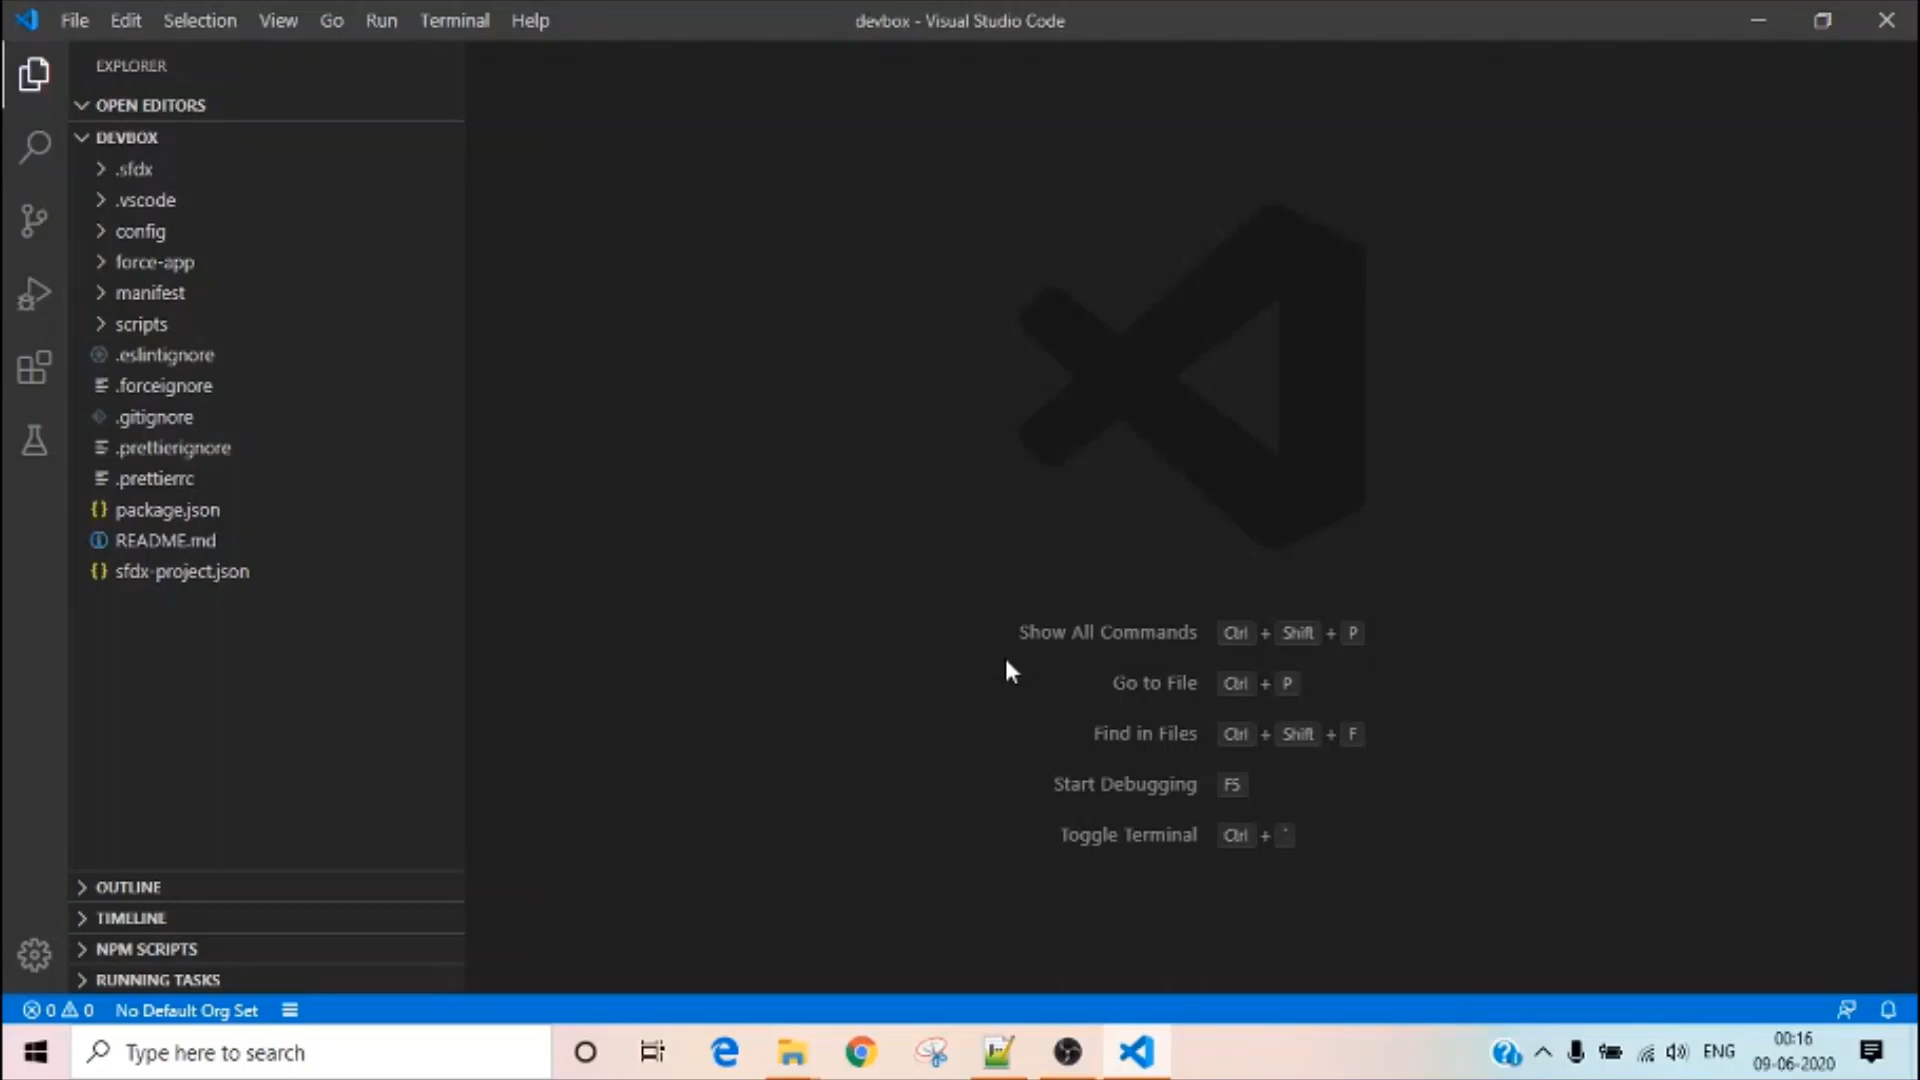 File Edit Selection View Go Run Terminal Help
devbox - Visual Studio Code
EXPLORER
OPEN EDITORS
DEVBOX
.sfdx
.vscode
config
force-app
manifest
scripts
.eslintignore
.forceignore
.gitignore
.prettierignore
.prettierrc
package.json
README.md
sfdx-project.json
Show All Commands Ctrl + Shift + P
Go to File Ctrl + P
Find in Files Ctrl + Shift + F
Start Debugging F5
Toggle Terminal Ctrl + `
OUTLINE
TIMELINE
NPM SCRIPTS
RUNNING TASKS
0 0 No Default Org Set
Type here to search
ENG
00:16
09-06-2020